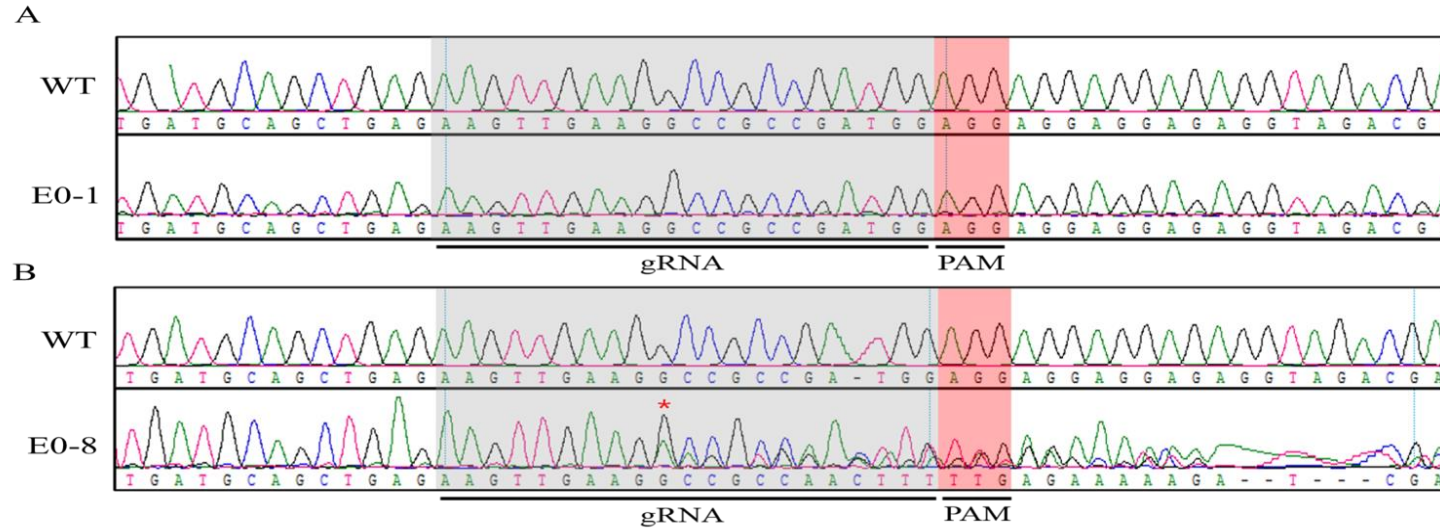 A
WT
T G A T G C A G C T G A G A A G T T G A A G G C C G C C G A T G G A G G A G G A G G A G A G G T A G A C G
E0-1
T G A T G C A G C T G A G A A G T T G A A G G C C G C C G A T G G A G G A G G A G G A G A G G T A G A C G
gRNA PAM
B
WT
T G A T G C A G C T G A G A A G T T G A A G G C C G C C G A - T G G A G G A G G A G G A G A G G T A G A C G A
*
E0-8
T G A T G C A G C T G A G A A G T T G A A G G C C G C C A A C T T T T T G A G A A A A A G A - - T - - - C G A
gRNA PAM